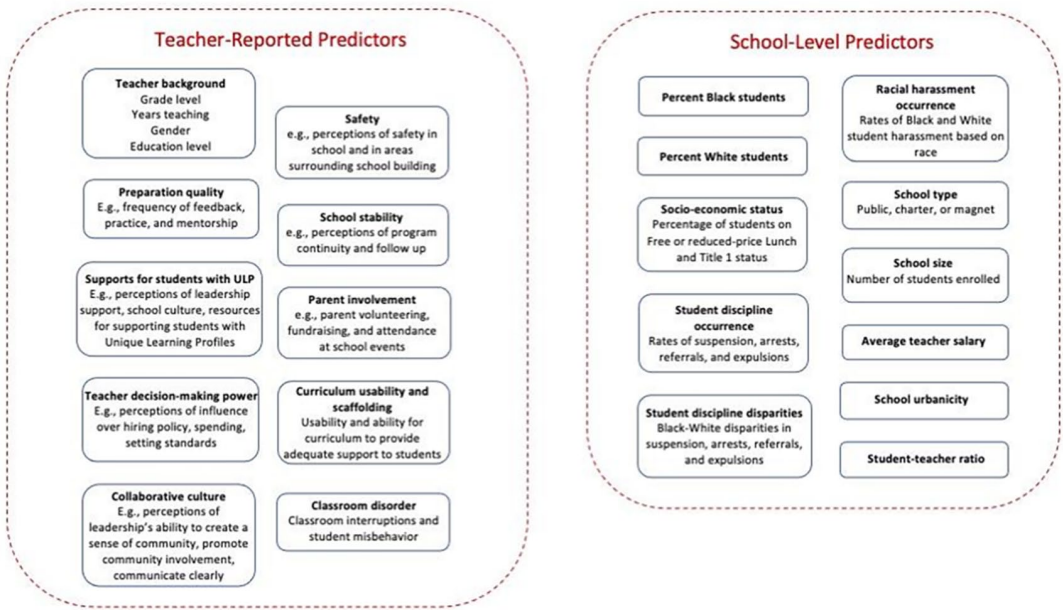 Teacher-Reported Predictors
Teacher background
Grade level
Years teaching
Gender
Education level
Preparation quality
E.g., frequency of feedback,
practice, and mentorship
Supports for students with ULP
E.g., perceptions of leadership
support, school culture, resources
for supporting students with
Unique Learning Profiles
Teacher decision-making power
E.g., perceptions of influence
over hiring policy, spending,
setting standards
Collaborative culture
E.g., perceptions of
leadership's ability to create a
sense of community, promote
community involvement,
communicate clearly
Safety
e.g., perceptions of safety in
school and in areas
surrounding school building
School stability
e.g., perceptions of program
continuity and follow up
Parent involvement
e.g., parent volunteering,
fundraising, and attendance
at school events
Curriculum usability and
scaffolding
Usability and ability for
curriculum to provide
adequate support to students
Classroom disorder
Classroom interruptions and
student misbehavior
School-Level Predictors
Percent Black students
Percent White students
Socio-economic status
Percentage of students on
Free or reduced-price Lunch
and Title 1 status
Student discipline
occurrence
Rates of suspension, arrests,
referrals, and expulsions
Student discipline disparities
Black-White disparities in
suspension, arrests, referrals,
and expulsions
Racial harassment
occurrence
Rates of Black and White
student harassment based on
race
School type
Public, charter, or magnet
School size
Number of students enrolled
Average teacher salary
School urbanicity
Student-teacher ratio